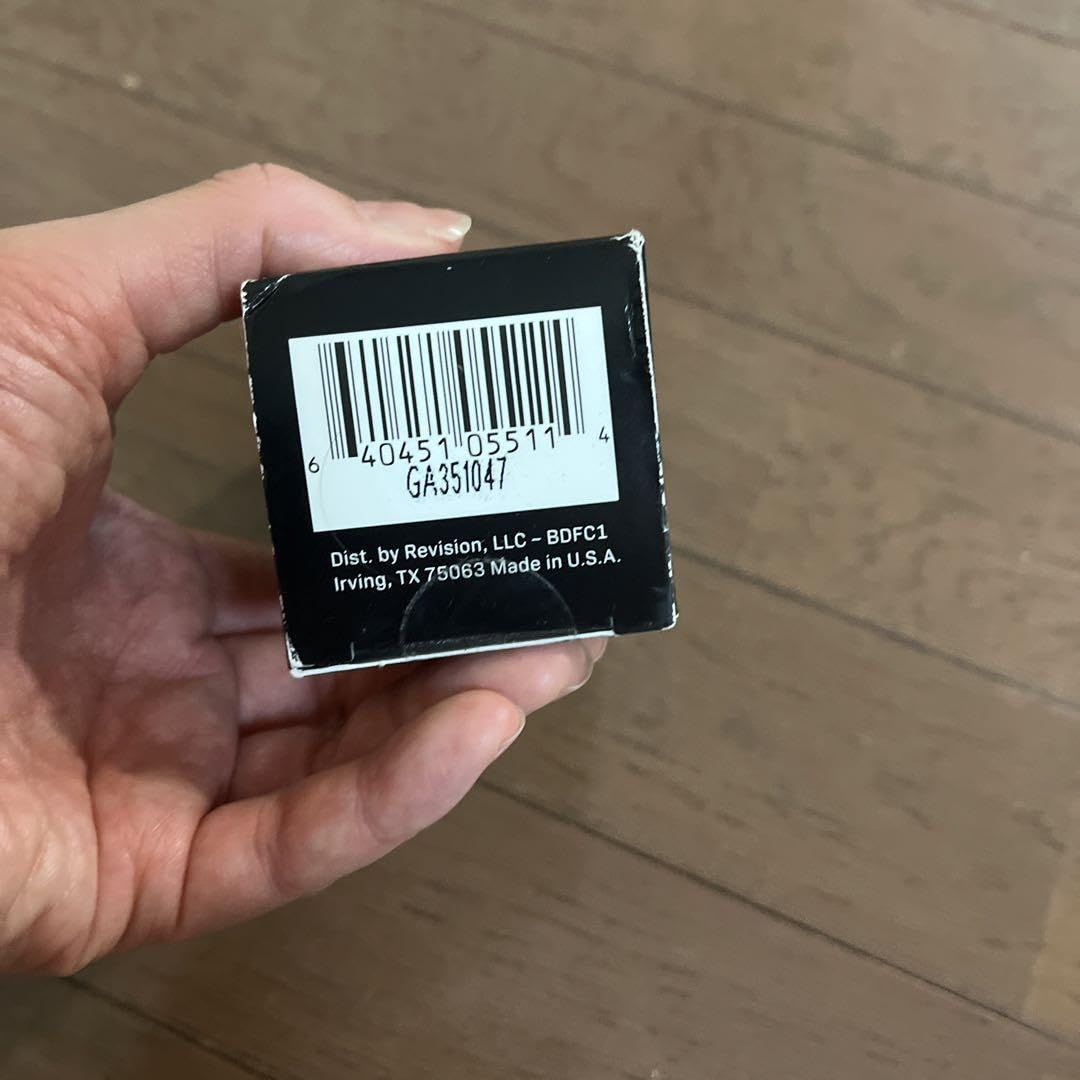 6 40451 05511 4
GA351047
Dist. by Revision, LLC – BDFC1
Irving, TX 75063 Made in U.S.A.